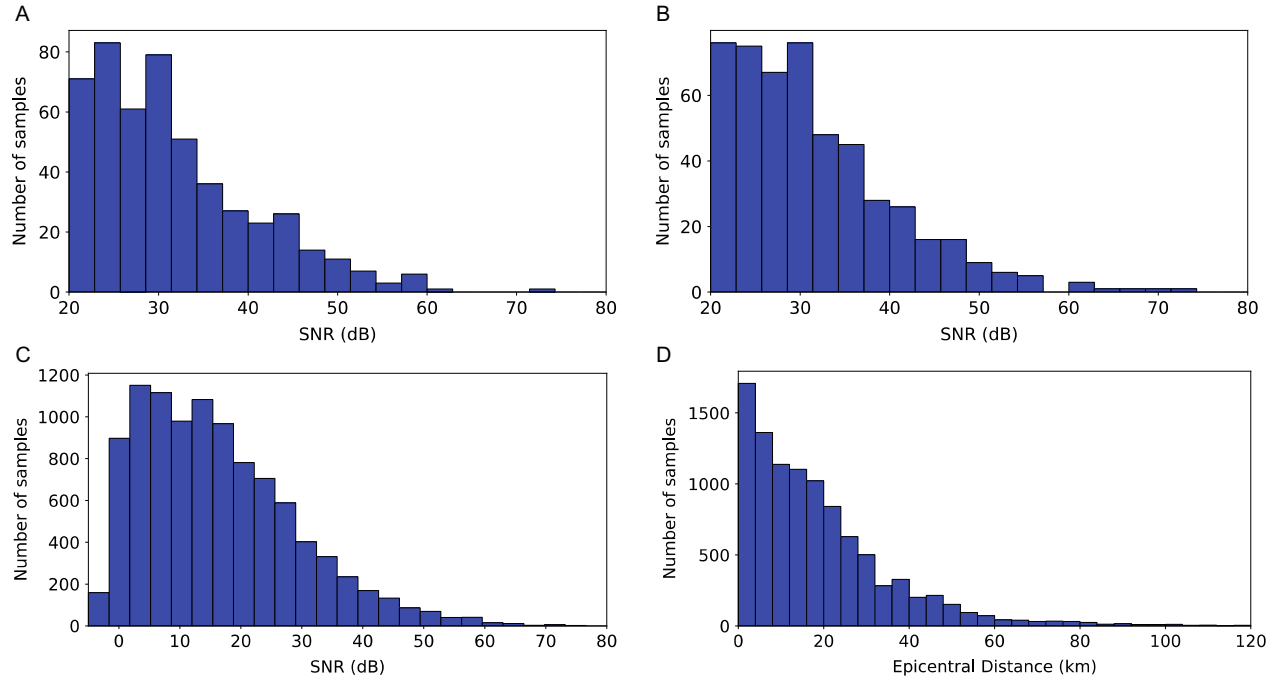 A
80
60
40
20
0
Number of samples
20 30 40 50 60 70 80
SNR (dB)
B
60
40
20
0
Number of samples
20 30 40 50 60 70 80
SNR (dB)
C
1200
1000
800
600
400
200
0
Number of samples
0 10 20 30 40 50 60 70 80
SNR (dB)
D
1500
1000
500
0
Number of samples
0 20 40 60 80 100 120
Epicentral Distance (km)